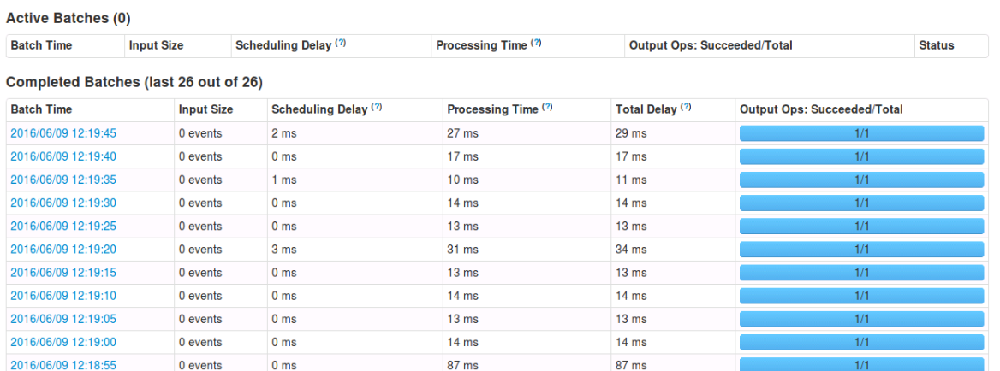 Active Batches (0)
Batch Time Input Size Scheduling Delay (?) Processing Time (?) Output Ops: Succeeded/Total Status
Completed Batches (last 26 out of 26)
Batch Time Input Size Scheduling Delay (?) Processing Time (?) Total Delay (?) Output Ops: Succeeded/Total
2016/06/09 12:19:45 0 events 2 ms 27 ms 29 ms 1/1
2016/06/09 12:19:40 0 events 0 ms 17 ms 17 ms 1/1
2016/06/09 12:19:35 0 events 1 ms 10 ms 11 ms 1/1
2016/06/09 12:19:30 0 events 0 ms 14 ms 14 ms 1/1
2016/06/09 12:19:25 0 events 0 ms 13 ms 13 ms 1/1
2016/06/09 12:19:20 0 events 3 ms 31 ms 34 ms 1/1
2016/06/09 12:19:15 0 events 0 ms 13 ms 13 ms 1/1
2016/06/09 12:19:10 0 events 0 ms 14 ms 14 ms 1/1
2016/06/09 12:19:05 0 events 0 ms 13 ms 13 ms 1/1
2016/06/09 12:19:00 0 events 0 ms 14 ms 14 ms 1/1
2016/06/09 12:18:55 0 events 0 ms 87 ms 87 ms 1/1